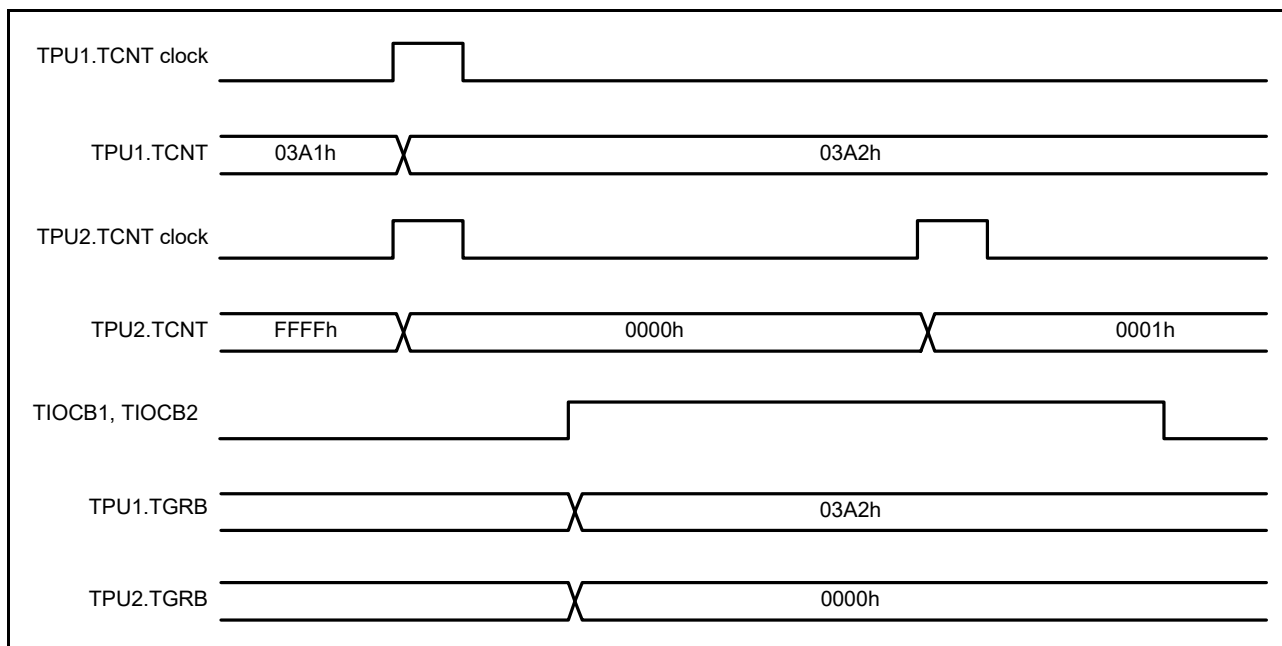 TPU1.TCNT clock
TPU1.TCNT 03A1h 03A2h
TPU2.TCNT clock
TPU2.TCNT FFFFh 0000h 0001h
TIOCB1, TIOCB2
TPU1.TGRB 03A2h
TPU2.TGRB 0000h